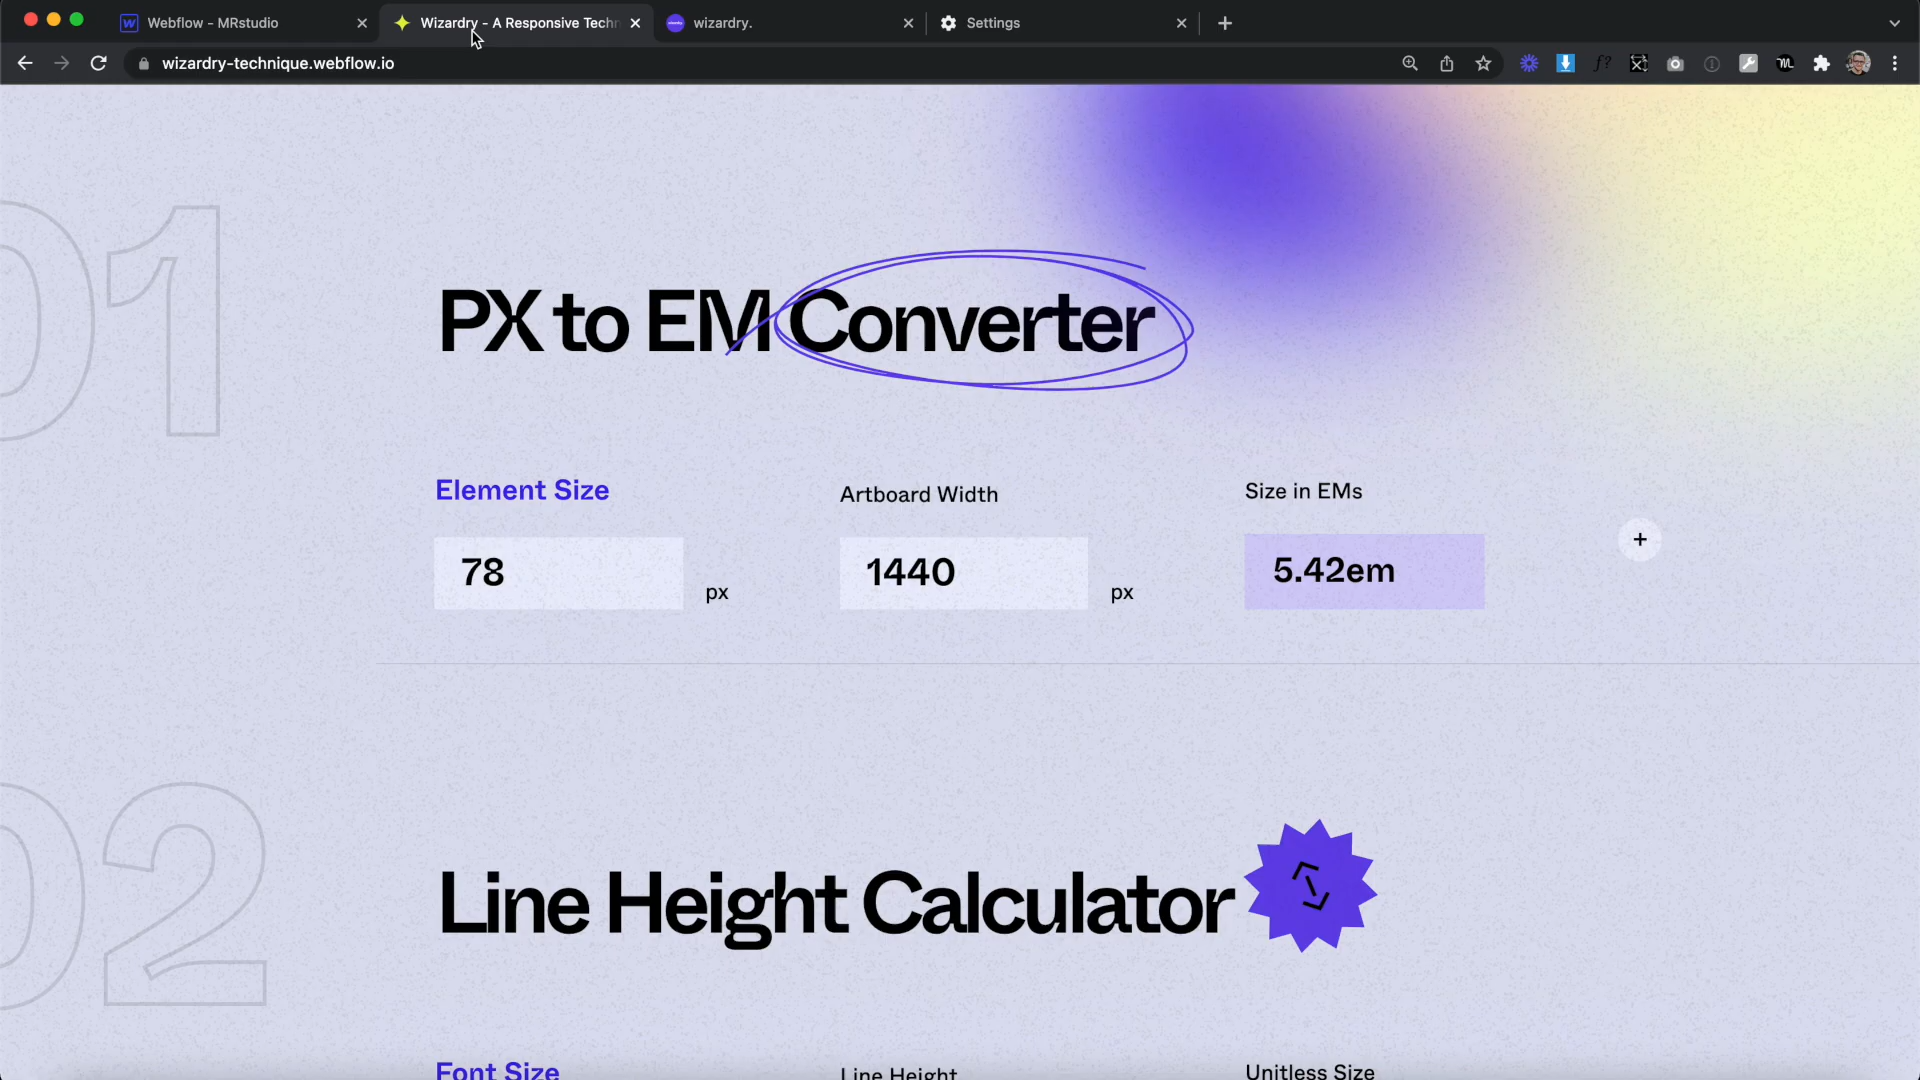 Webflow - MRstudio
Wizardry - A Responsive Techn
wizardry.
Settings
wizardry-technique.webflow.io
01
PX to EM Converter
Element Size
Artboard Width
Size in EMs
78
px
1440
px
5.42em
+
02
Line Height Calculator
Font Size
Line Height
Unitless Size